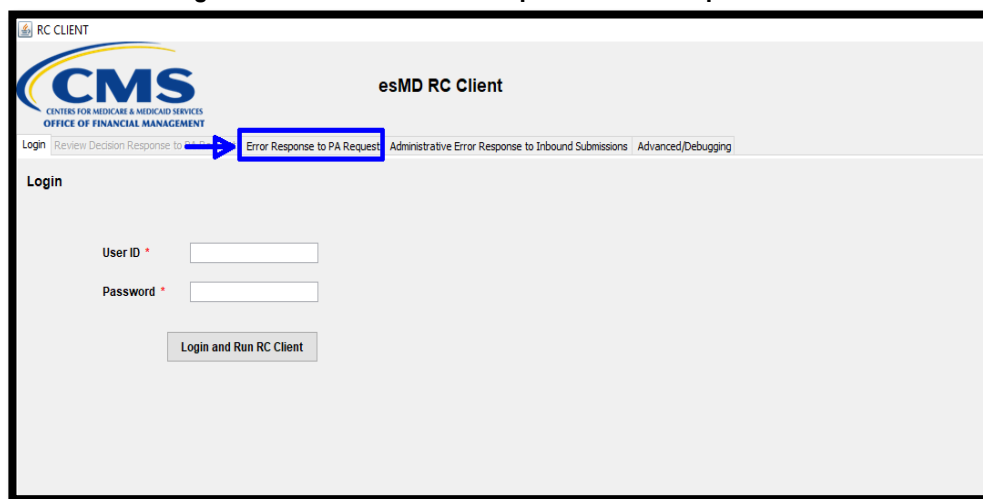 RC CLIENT
CMS
CENTERS FOR MEDICARE & MEDICAID SERVICES
OFFICE OF FINANCIAL MANAGEMENT
esMD RC Client
Login Review Decision Response to Error Response to PA Request Administrative Error Response to Inbound Submissions Advanced/Debugging
Login
User ID *
Password *
Login and Run RC Client